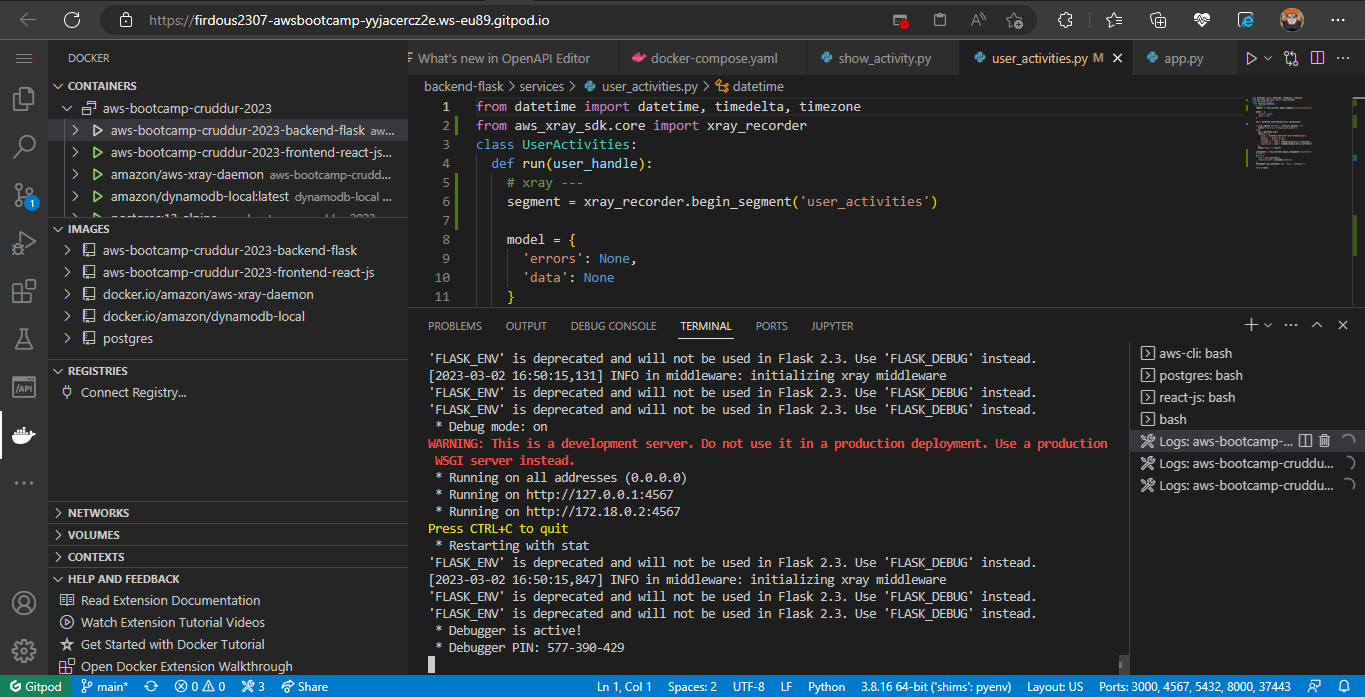 https://firdous2307-awsbootcamp-yyjacercz2e.ws-eu89.gitpod.io
DOCKER
CONTAINERS
aws-bootcamp-cruddur-2023
aws-bootcamp-cruddur-2023-backend-flask aw...
aws-bootcamp-cruddur-2023-frontend-react-js...
amazon/aws-xray-daemon aws-bootcamp-crudd...
amazon/dynamodb-local:latest dynamodb-local ...
IMAGES
aws-bootcamp-cruddur-2023-backend-flask
aws-bootcamp-cruddur-2023-frontend-react-js
docker.io/amazon/aws-xray-daemon
docker.io/amazon/dynamodb-local
postgres
REGISTRIES
Connect Registry...
NETWORKS
VOLUMES
CONTEXTS
HELP AND FEEDBACK
Read Extension Documentation
Watch Extension Tutorial Videos
Get Started with Docker Tutorial
Open Docker Extension Walkthrough
1
/API
What's new in OpenAPI Editor
docker-compose.yaml
show_activity.py
user_activities.py M
app.py
backend-flask > services > user_activities.py > datetime
1 from datetime import datetime, timedelta, timezone
2 from aws_xray_sdk.core import xray_recorder
3 class UserActivities:
4 def run(user_handle):
5 # xray ---
6 segment = xray_recorder.begin_segment('user_activities')
7
8 model = {
9 'errors': None,
10 'data': None
11 }
PROBLEMS OUTPUT DEBUG CONSOLE TERMINAL PORTS JUPYTER
'FLASK_ENV' is deprecated and will not be used in Flask 2.3. Use 'FLASK_DEBUG' instead.
[2023-03-02 16:50:15,131] INFO in middleware: initializing xray middleware
'FLASK_ENV' is deprecated and will not be used in Flask 2.3. Use 'FLASK_DEBUG' instead.
'FLASK_ENV' is deprecated and will not be used in Flask 2.3. Use 'FLASK_DEBUG' instead.
* Debug mode: on
WARNING: This is a development server. Do not use it in a production deployment. Use a production
WSGI server instead.
* Running on all addresses (0.0.0.0)
* Running on http://127.0.0.1:4567
* Running on http://172.18.0.2:4567
Press CTRL+C to quit
* Restarting with stat
'FLASK_ENV' is deprecated and will not be used in Flask 2.3. Use 'FLASK_DEBUG' instead.
[2023-03-02 16:50:15,847] INFO in middleware: initializing xray middleware
'FLASK_ENV' is deprecated and will not be used in Flask 2.3. Use 'FLASK_DEBUG' instead.
'FLASK_ENV' is deprecated and will not be used in Flask 2.3. Use 'FLASK_DEBUG' instead.
* Debugger is active!
* Debugger PIN: 577-390-429
aws-cli: bash
postgres: bash
react-js: bash
bash
Logs: aws-bootcamp-...
Logs: aws-bootcamp-cruddu...
Logs: aws-bootcamp-cruddu...
Gitpod main* 0 0 3 Share Ln 1, Col 1 Spaces: 2 UTF-8 LF Python 3.8.16 64-bit ('shims': pyenv) Layout: US Ports: 3000, 4567, 5432, 8000, 37443